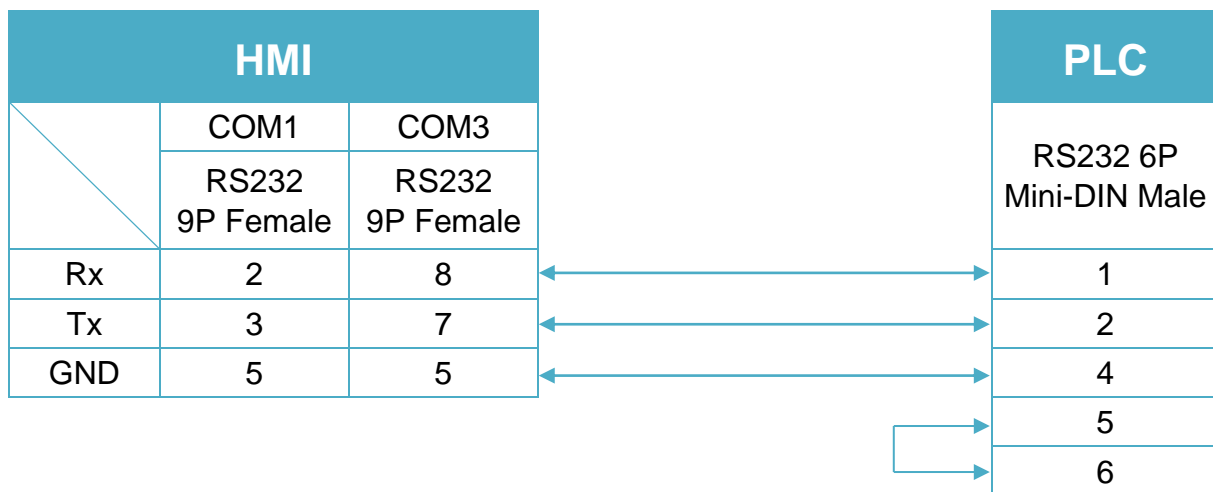 HMI
PLC
COM1 COM3
RS232 6P
Mini-DIN Male
RS232 RS232
9P Female 9P Female
Rx 2 8 1
Tx 3 7 2
GND 5 5 4
5
6